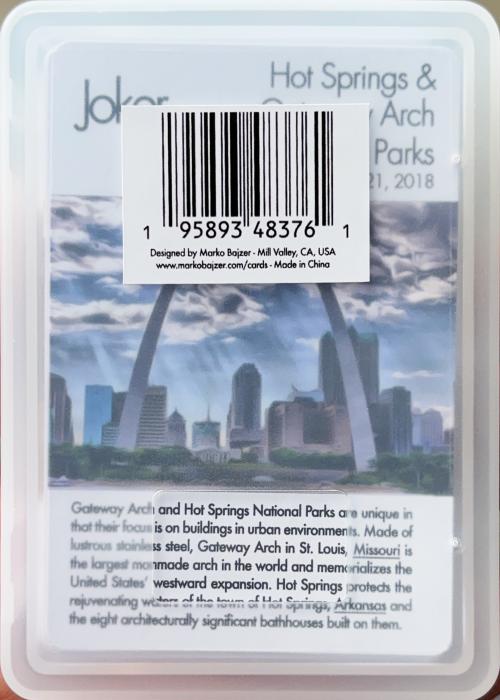 Hot Springs &
Joker Gateway Arch
Parks
21, 2018
1 95893 48376 1
Designed by Marko Bajzer - Mill Valley, CA, USA
www.markobajzer.com/cards - Made in China
Gateway Arch and Hot Springs National Parks are unique in
that their focus is on buildings in urban environments. Made of
lustrous stainless steel, Gateway Arch in St. Louis, Missouri is
the largest monmade arch in the world and memorializes the
United States' westward expansion. Hot Springs protects the
rejuvenating waters of the town of Hot Springs, Arkansas and
the eight architecturally significant bathhouses built on them.